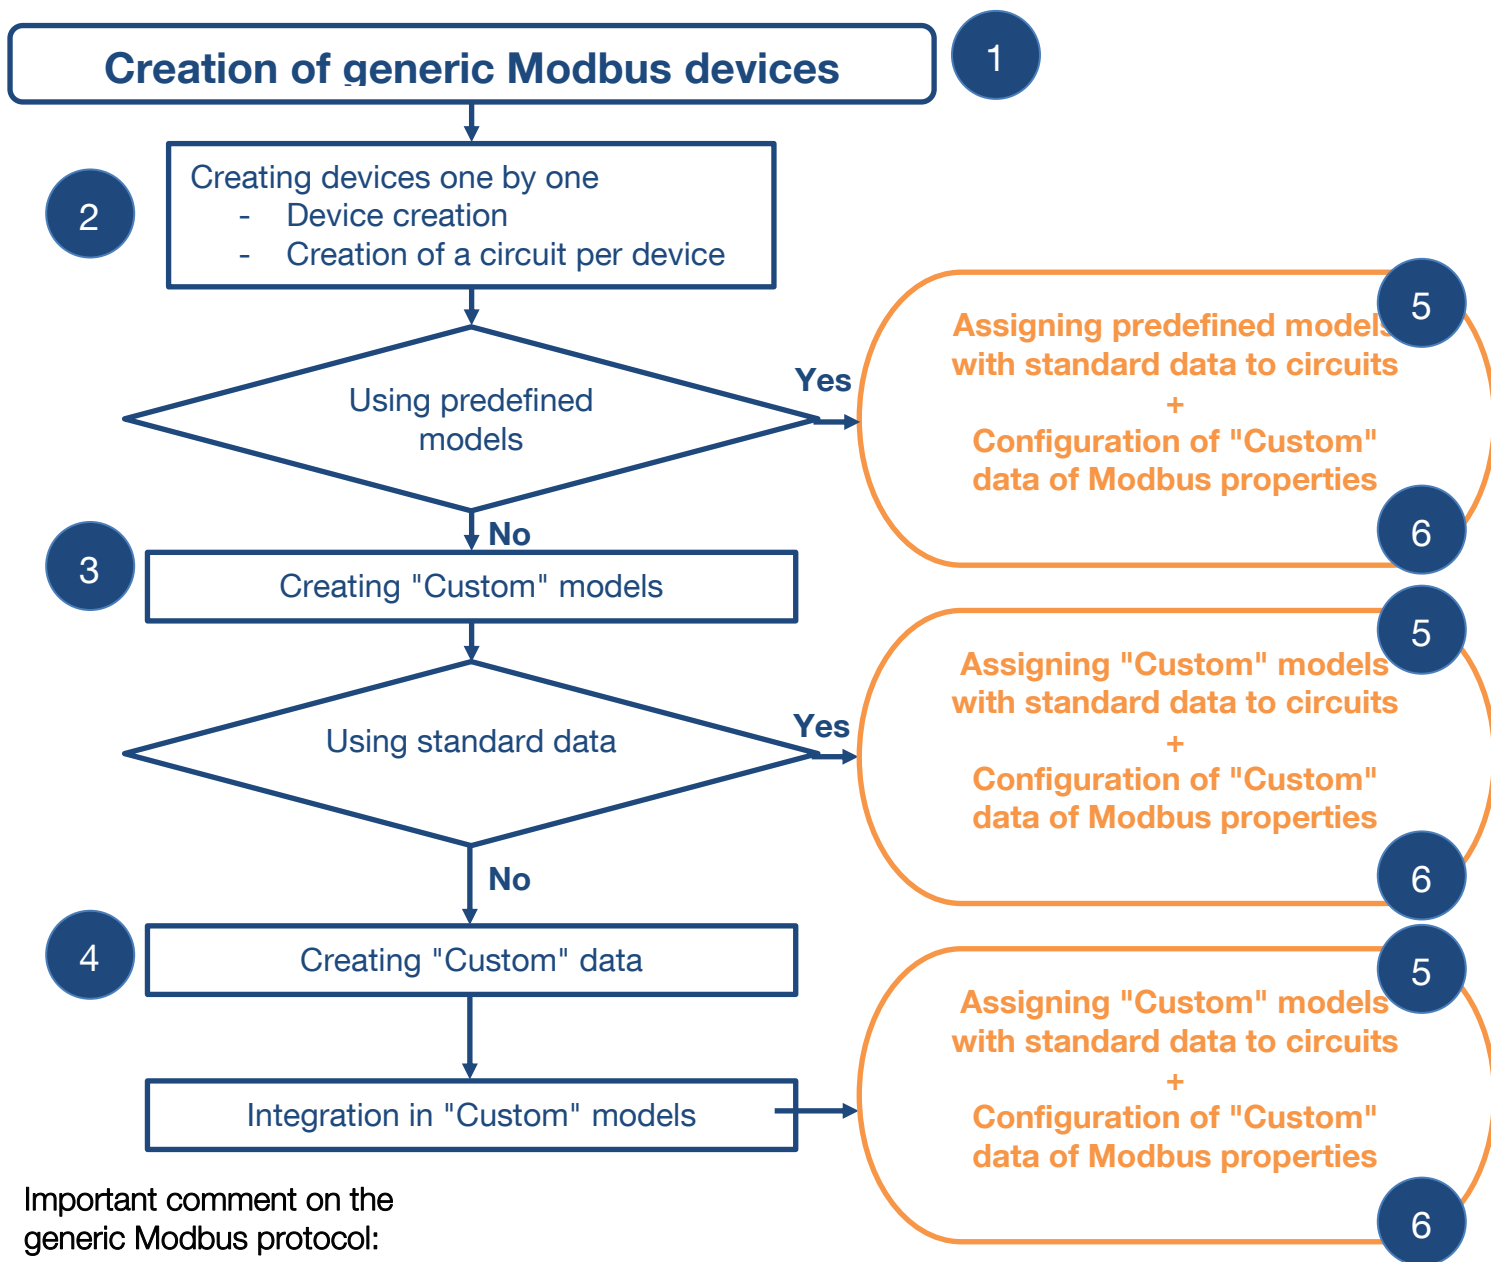 Creation of generic Modbus devices
1
2
Creating devices one by one
- Device creation
- Creation of a circuit per device
Using predefined
models
Yes
5
Assigning predefined models
with standard data to circuits
+
Configuration of "Custom"
data of Modbus properties
6
No
3
Creating "Custom" models
Using standard data
Yes
5
Assigning "Custom" models
with standard data to circuits
+
Configuration of "Custom"
data of Modbus properties
6
No
4
Creating "Custom" data
Integration in "Custom" models
5
Assigning "Custom" models
with standard data to circuits
+
Configuration of "Custom"
data of Modbus properties
6
Important comment on the
generic Modbus protocol: